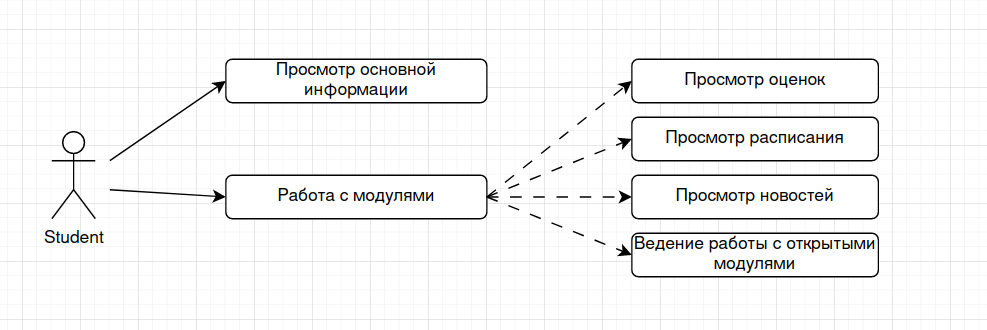 Просмотр основной
информации
Работа с модулями
Student
Просмотр оценок
Просмотр расписания
Просмотр новостей
Ведение работы с открытыми
модулями